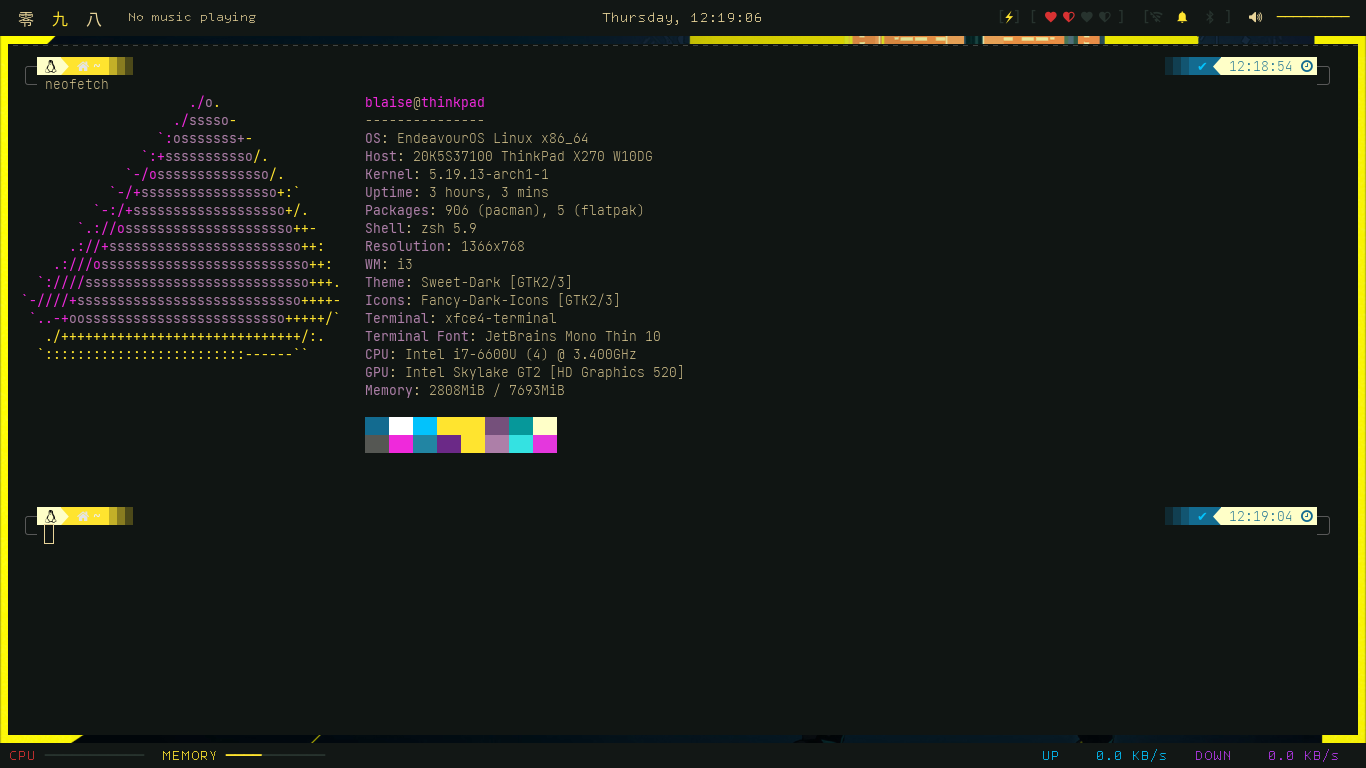 零 九 八 No music playing Thursday, 12:19:06 [ ] [ ] [ ]
~ ✔ 12:18:54
neofetch
./o.
./sssso-
`:osssssss+-
`:+sssssssssso/.
`-/ossssssssssssso/.
`-/+sssssssssssssssso+:`
`-:/+sssssssssssssssssso+/.
`.://osssssssssssssssssssso++-
.://+ssssssssssssssssssssssso++:
.:///ossssssssssssssssssssssssso++:
`:////ssssssssssssssssssssssssssso+++.
`-////+ssssssssssssssssssssssssssso++++-
`..-+oosssssssssssssssssssssssso+++++/`
./++++++++++++++++++++++++++++++/:.
`:::::::::::::::::::::::::------``
blaise@thinkpad
---------------
OS: EndeavourOS Linux x86_64
Host: 20K5S37100 ThinkPad X270 W10DG
Kernel: 5.19.13-arch1-1
Uptime: 3 hours, 3 mins
Packages: 906 (pacman), 5 (flatpak)
Shell: zsh 5.9
Resolution: 1366x768
WM: i3
Theme: Sweet-Dark [GTK2/3]
Icons: Fancy-Dark-Icons [GTK2/3]
Terminal: xfce4-terminal
Terminal Font: JetBrains Mono Thin 10
CPU: Intel i7-6600U (4) @ 3.400GHz
GPU: Intel Skylake GT2 [HD Graphics 520]
Memory: 2808MiB / 7693MiB
~ ✔ 12:19:04
CPU MEMORY UP 0.0 KB/s DOWN 0.0 KB/s